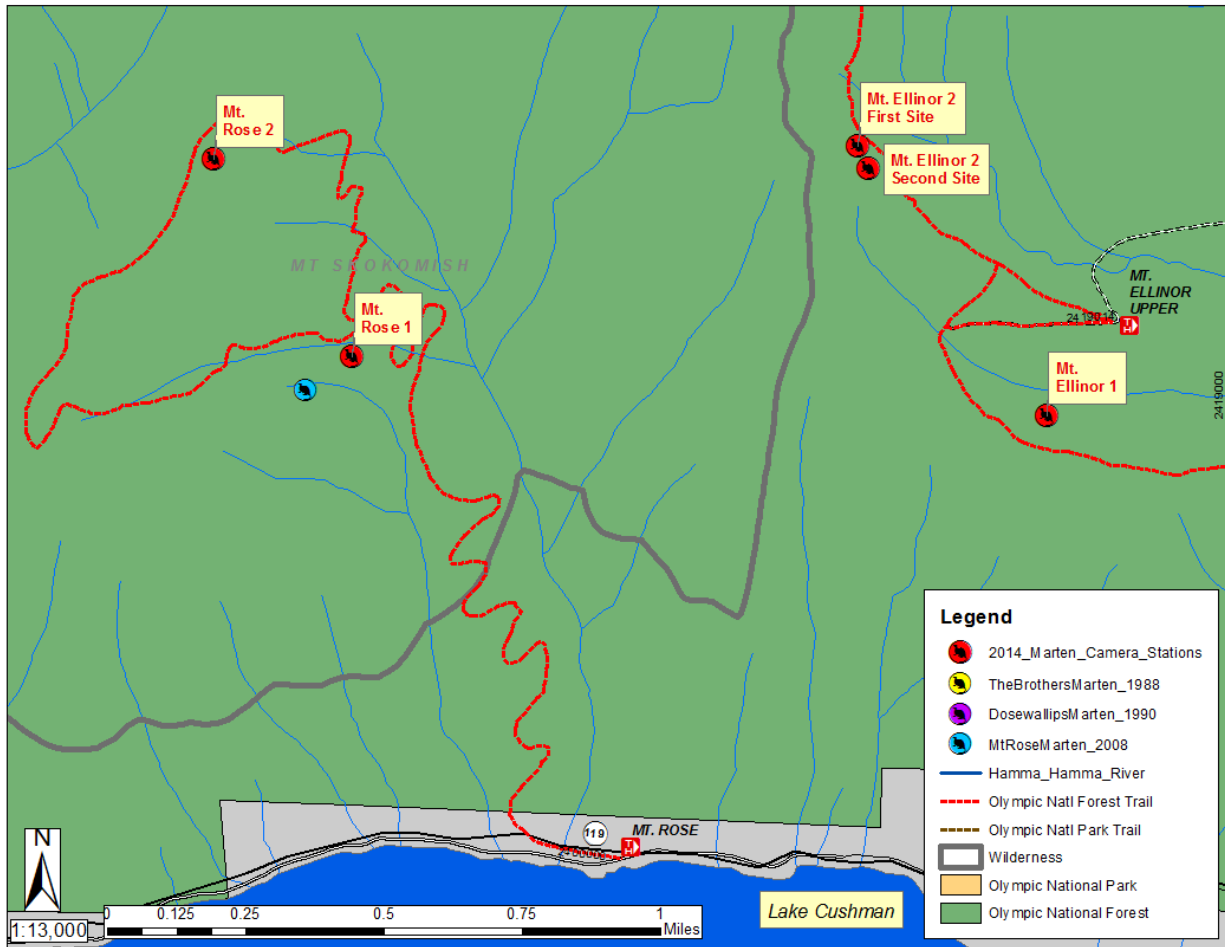 Mt.
Rose 2
Mt. Ellinor 2
First Site
Mt. Ellinor 2
Second Site
MT SKOKOMISH
MT.
ELLINOR
UPPER
Mt.
Rose 1
Mt.
Ellinor 1
2419000
Legend
2014_Marten_Camera_Stations
TheBrothersMarten_1988
DosewallipsMarten_1990
MtRoseMarten_2008
Hamma_Hamma_River
Olympic Natl Forest Trail
Olympic Natl Park Trail
Wilderness
Olympic National Park
Olympic National Forest
119
MT. ROSE
N
1:13,000
0 0.125 0.25 0.5 0.75 1
Miles
Lake Cushman